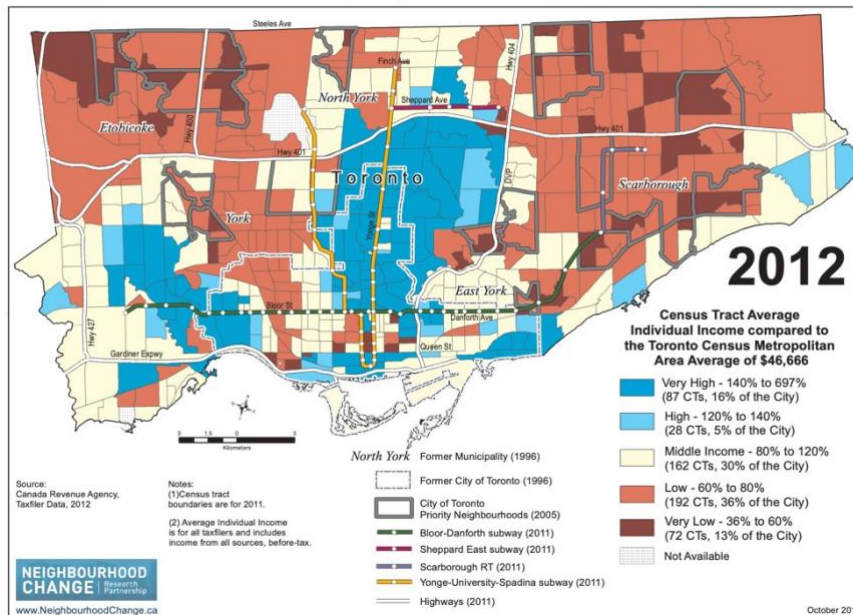 Steeles Ave
Finch Ave
Hwy 404
North York
Sheppard Ave
Etobicoke
Hwy 400
Hwy 401
Hwy 401
Toronto
Scarborough
York
Yonge St
DVP
2012
East York
Bloor St
Danforth Ave
Hwy 427
Gardiner Expwy
Queen St
Census Tract Average
Individual Income compared to
the Toronto Census Metropolitan
Area Average of $46,666
Very High - 140% to 697%
(87 CTs, 16% of the City)
High - 120% to 140%
(28 CTs, 5% of the City)
Middle Income - 80% to 120%
(162 CTs, 30% of the City)
Low - 60% to 80%
(192 CTs, 36% of the City)
Very Low - 36% to 60%
(72 CTs, 13% of the City)
Not Available
Kilometers
North York Former Municipality (1996)
Former City of Toronto (1996)
City of Toronto
Priority Neighbourhoods (2005)
Bloor-Danforth subway (2011)
Sheppard East subway (2011)
Scarborough RT (2011)
Yonge-University-Spadina subway (2011)
Highways (2011)
Source:
Canada Revenue Agency,
Taxfiler Data, 2012
Notes:
(1)Census tract
boundaries are for 2011.
(2) Average Individual Income
is for all taxfilers and includes
income from all sources, before-tax.
NEIGHBOURHOOD
CHANGE Research
Partnership
www.NeighbourhoodChange.ca
October 201